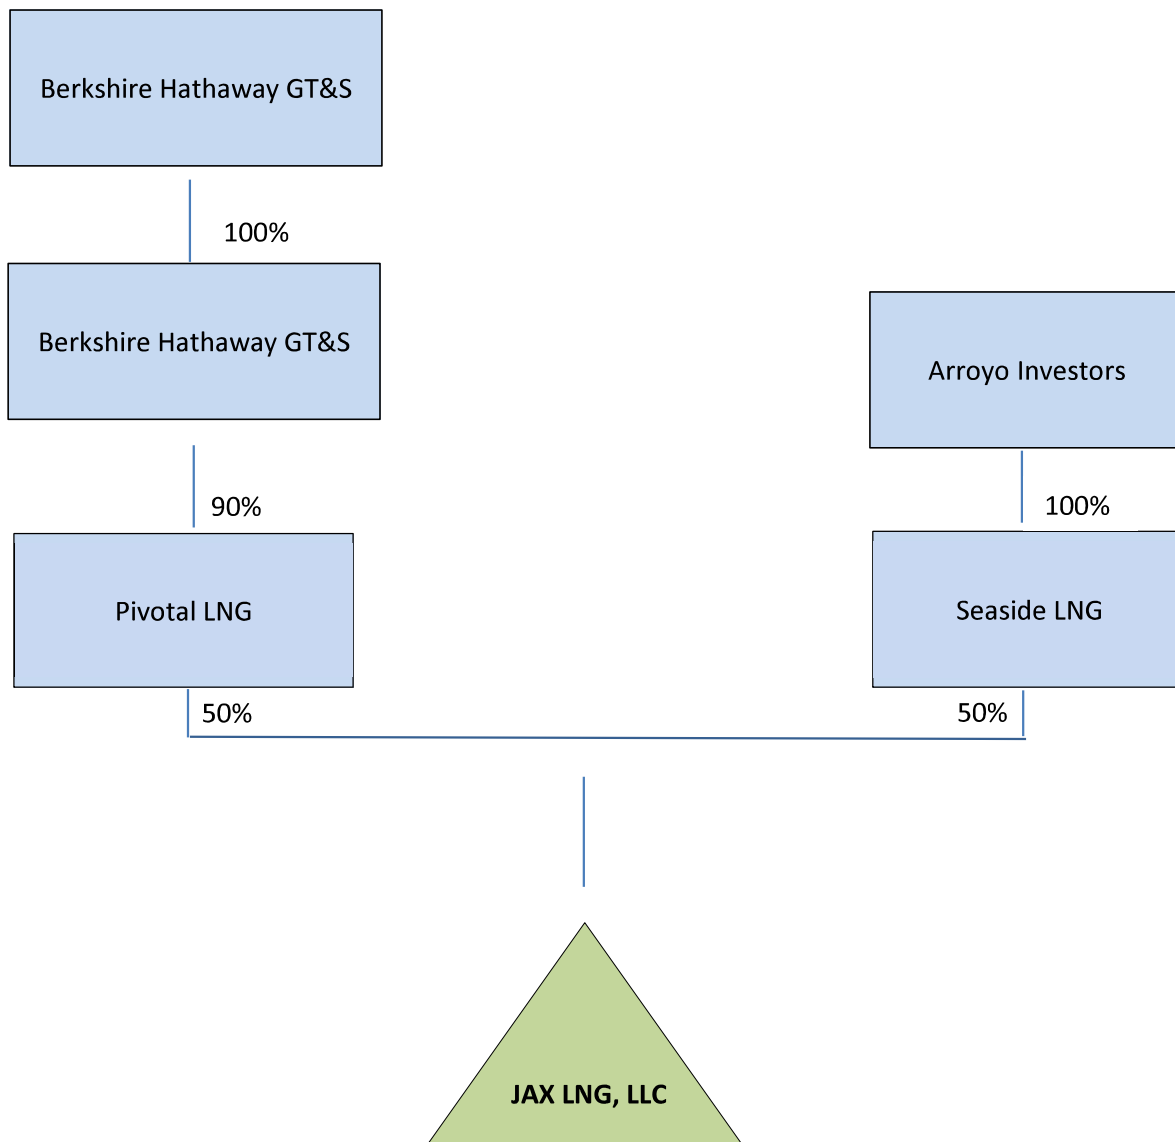 Berkshire Hathaway GT&S
100%
Berkshire Hathaway GT&S
Arroyo Investors
90%
100%
Pivotal LNG
Seaside LNG
50%
50%
JAX LNG, LLC